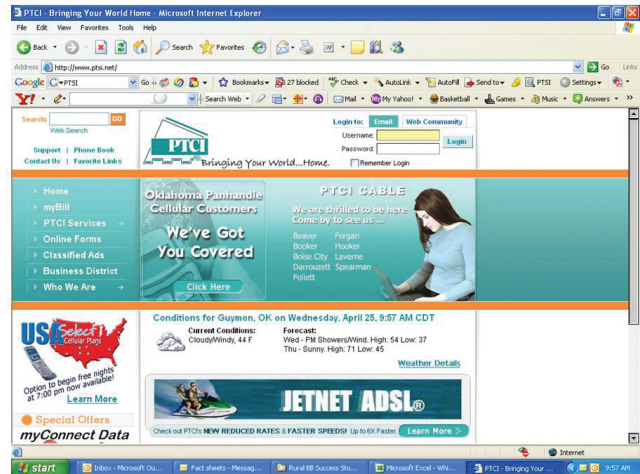 PTCI - Bringing Your World Home - Microsoft Internet Explorer
File Edit View Favorites Tools Help
Back Search Favorites
Address http://www.ptsi.net/ Go Links
Google PTSI Go Bookmarks 27 blocked Check AutoLink AutoFill Send to PTSI Settings
Y! Search Web Mail My Yahoo! Basketball Games Music Answers
Search: GO
Web Search
Support | Phone Book
Contact Us | Favorite Links
PTCI
Bringing Your World...Home.
Login to: Email Web Community
Username:
Password:
Login
Remember Login
Home
myBill
PTCI Services
Online Forms
Classified Ads
Business District
Who We Are
Oklahoma Panhandle
Cellular Customers
We've Got
You Covered
Click Here
PTCI CABLE
We are thrilled to be here
Come by to see us ...
Beaver Forgan
Booker Hooker
Boise City Laverne
Darrouzett Spearman
Follett
USA Select
Cellular Plans
Option to begin free nights
at 7:00 pm now available!
Learn More
Special Offers
myConnect Data
Conditions for Guymon, OK on Wednesday, April 25, 9:57 AM CDT
Current Conditions:
Cloudy/Windy, 44 F
Forecast:
Wed - PM Showers/Wind. High: 54 Low: 37
Thu - Sunny. High: 71 Low: 45
Weather Details
JETNET ADSL®
Check out PTCI's NEW REDUCED RATES & FASTER SPEEDS! Up to 6X Faster. Learn More >
Internet
start Inbox - Microsoft Ou... Fact sheets - Messag... Rural BB Success Sto... Microsoft Excel - Whi... PTCI - Bringing Your ... 9:57 AM